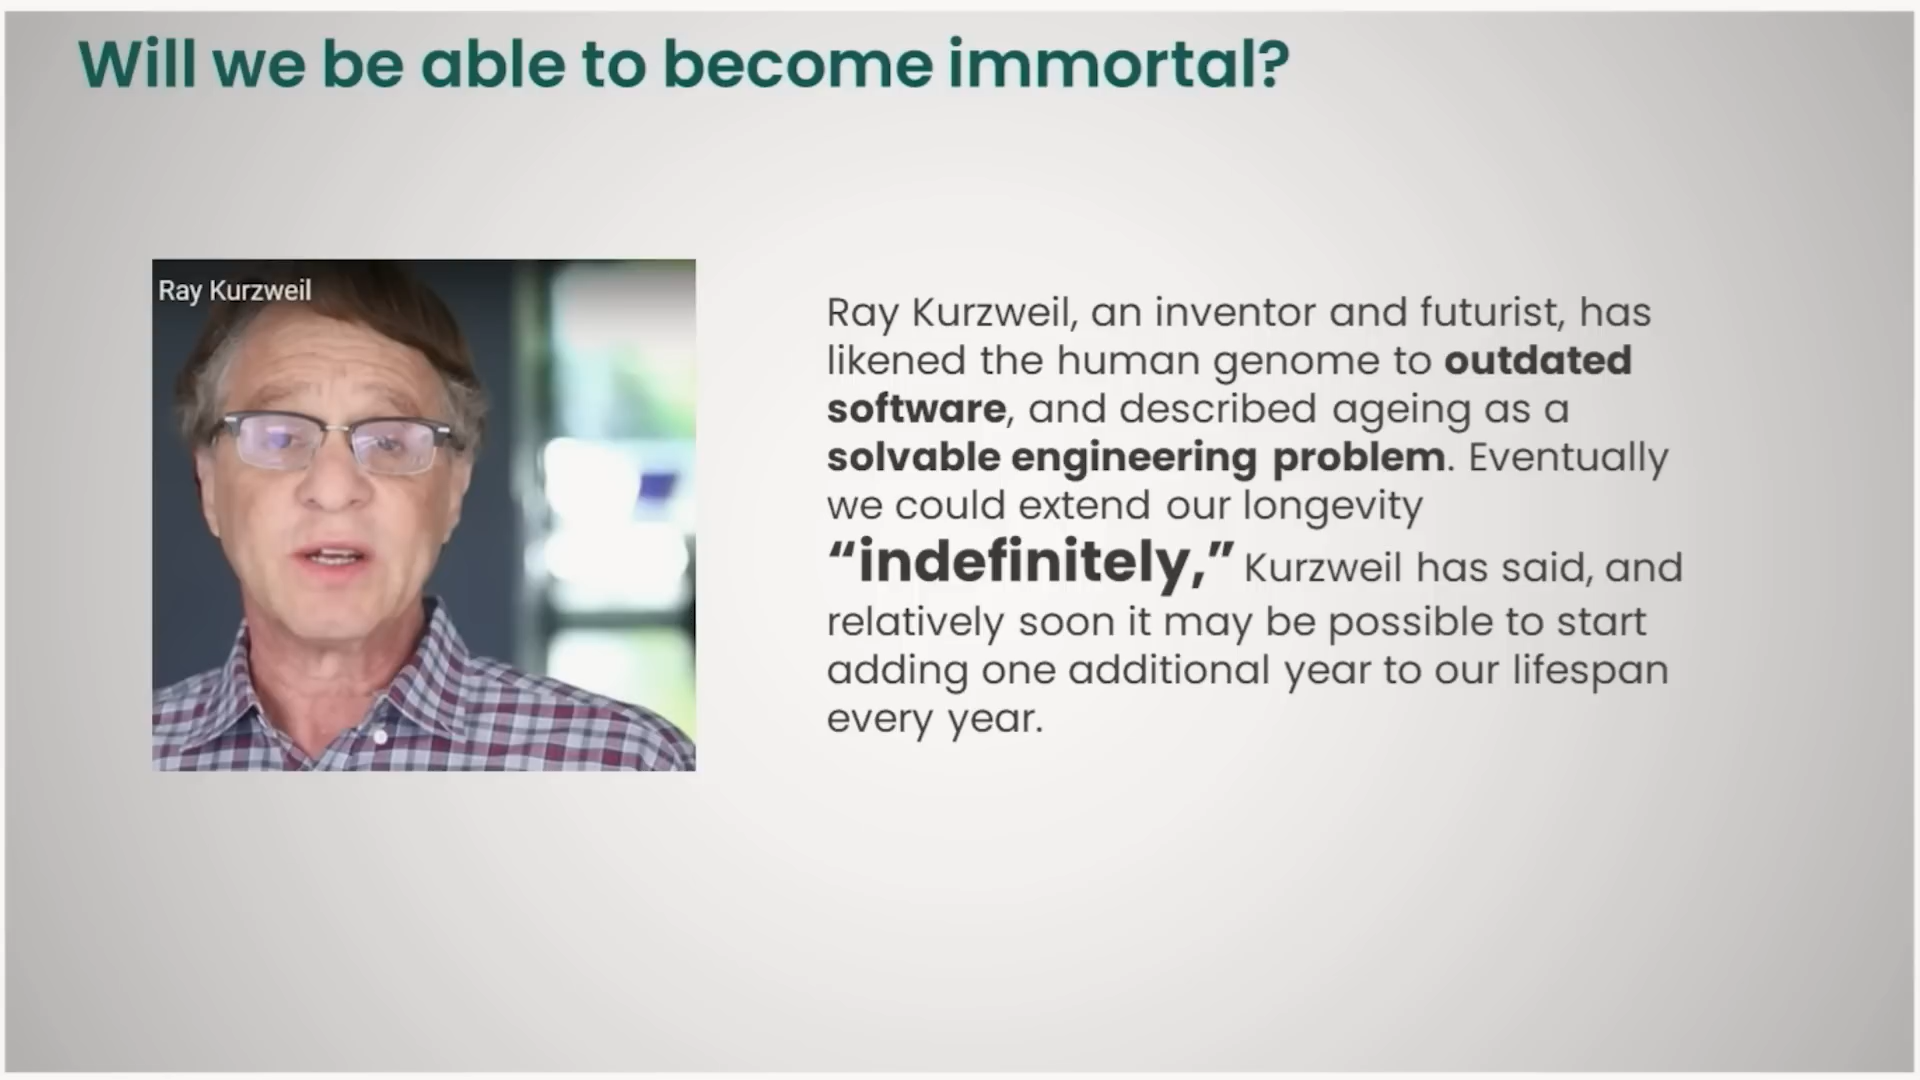 Will we be able to become immortal?
Ray Kurzweil
Ray Kurzweil, an inventor and futurist, has
likened the human genome to outdated
software, and described ageing as a
solvable engineering problem. Eventually
we could extend our longevity
“indefinitely,” Kurzweil has said, and
relatively soon it may be possible to start
adding one additional year to our lifespan
every year.